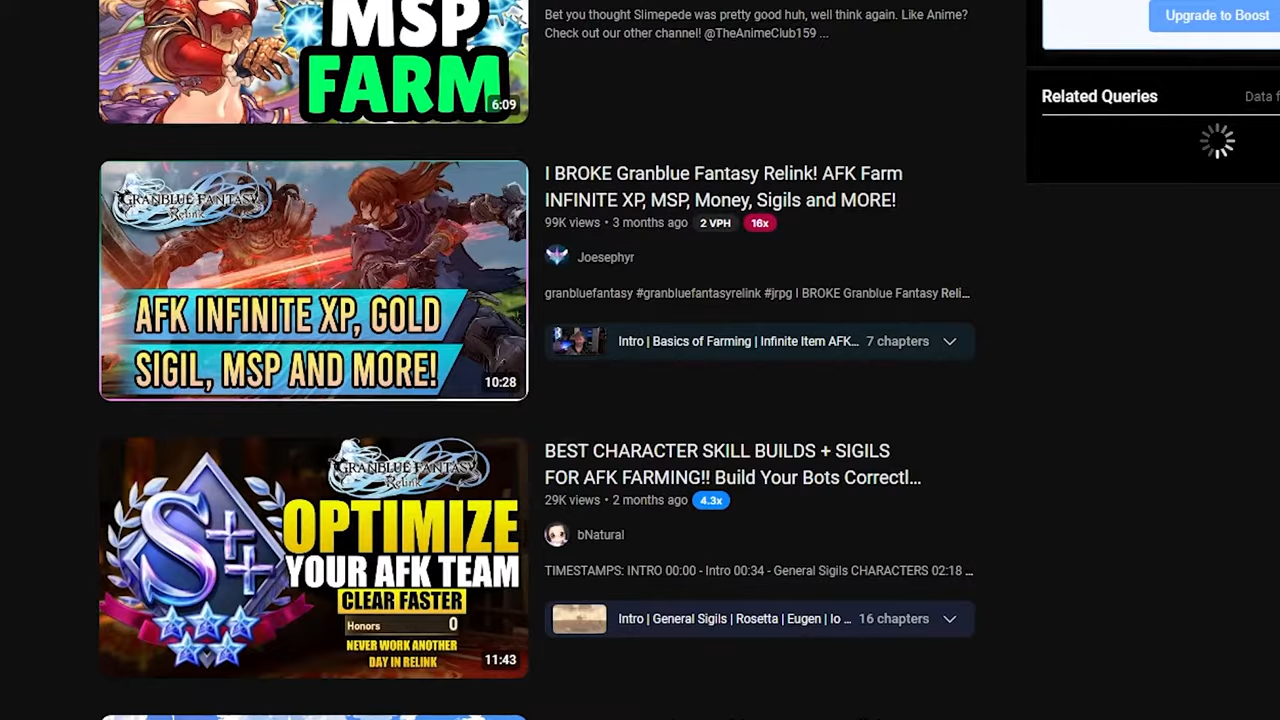 MSP
FARM
6:09
Bet you thought Slimepede was pretty good huh, well think again. Like Anime?
Check out our other channel! @TheAnimeClub159 ...
Upgrade to Boost
Related Queries
Data f
GRANBLUE FANTASY
Relink
AFK INFINITE XP, GOLD
SIGIL, MSP AND MORE!
10:28
I BROKE Granblue Fantasy Relink! AFK Farm
INFINITE XP, MSP, Money, Sigils and MORE!
99K views • 3 months ago 2 VPH 16x
Joesephyr
granbluefantasy #granbluefantasyrelink #jrpg I BROKE Granblue Fantasy Reli...
Intro | Basics of Farming | Infinite Item AFK... 7 chapters
GRANBLUE FANTASY
Relink
S++
OPTIMIZE
YOUR AFK TEAM
CLEAR FASTER
Honors 0
NEVER WORK ANOTHER
DAY IN RELINK
11:43
BEST CHARACTER SKILL BUILDS + SIGILS
FOR AFK FARMING!! Build Your Bots Correctl...
29K views • 2 months ago 4.3x
bNatural
TIMESTAMPS: INTRO 00:00 - Intro 00:34 - General Sigils CHARACTERS 02:18 ...
Intro | General Sigils | Rosetta | Eugen | Io ... 16 chapters